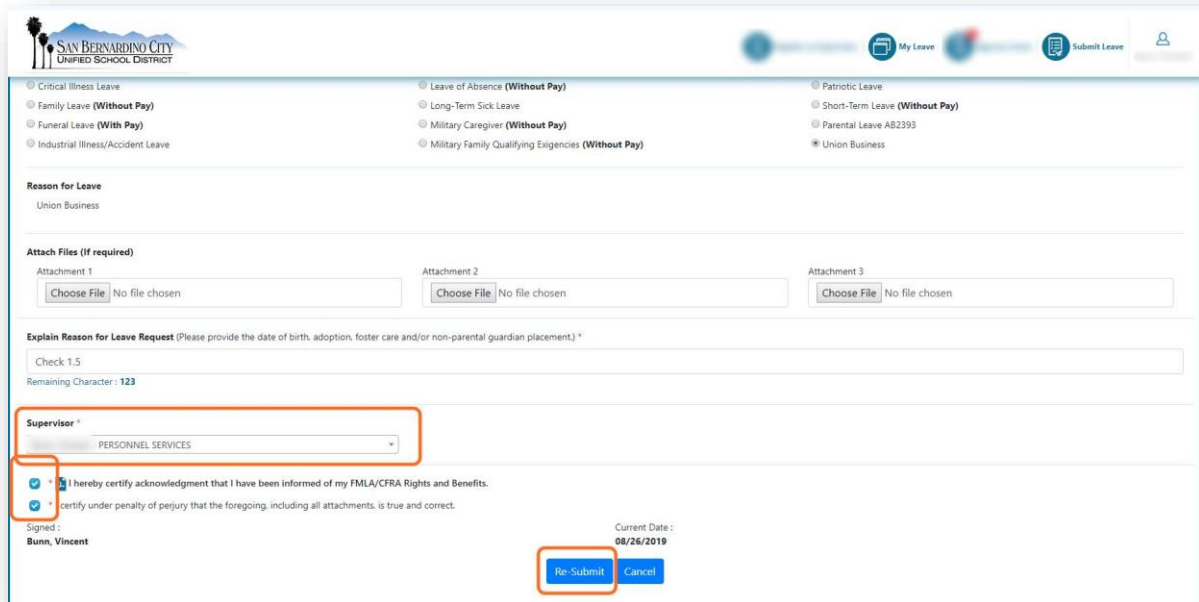 SAN BERNARDINO CITY
UNIFIED SCHOOL DISTRICT
My Leave
Submit Leave
Critical Illness Leave
Leave of Absence (Without Pay)
Patriotic Leave
Family Leave (Without Pay)
Long-Term Sick Leave
Short-Term Leave (Without Pay)
Funeral Leave (With Pay)
Military Caregiver (Without Pay)
Parental Leave AB2393
Industrial Illness/Accident Leave
Military Family Qualifying Exigencies (Without Pay)
Union Business
Reason for Leave
Union Business
Attach Files (If required)
Attachment 1
Attachment 2
Attachment 3
Choose File No file chosen
Choose File No file chosen
Choose File No file chosen
Explain Reason for Leave Request (Please provide the date of birth, adoption, foster care and/or non-parental guardian placement.) *
Check 1.5
Remaining Character : 123
Supervisor *
PERSONNEL SERVICES
* I hereby certify acknowledgment that I have been informed of my FMLA/CFRA Rights and Benefits.
* certify under penalty of perjury that the foregoing, including all attachments, is true and correct.
Signed :
Current Date :
Bunn, Vincent
08/26/2019
Re-Submit
Cancel